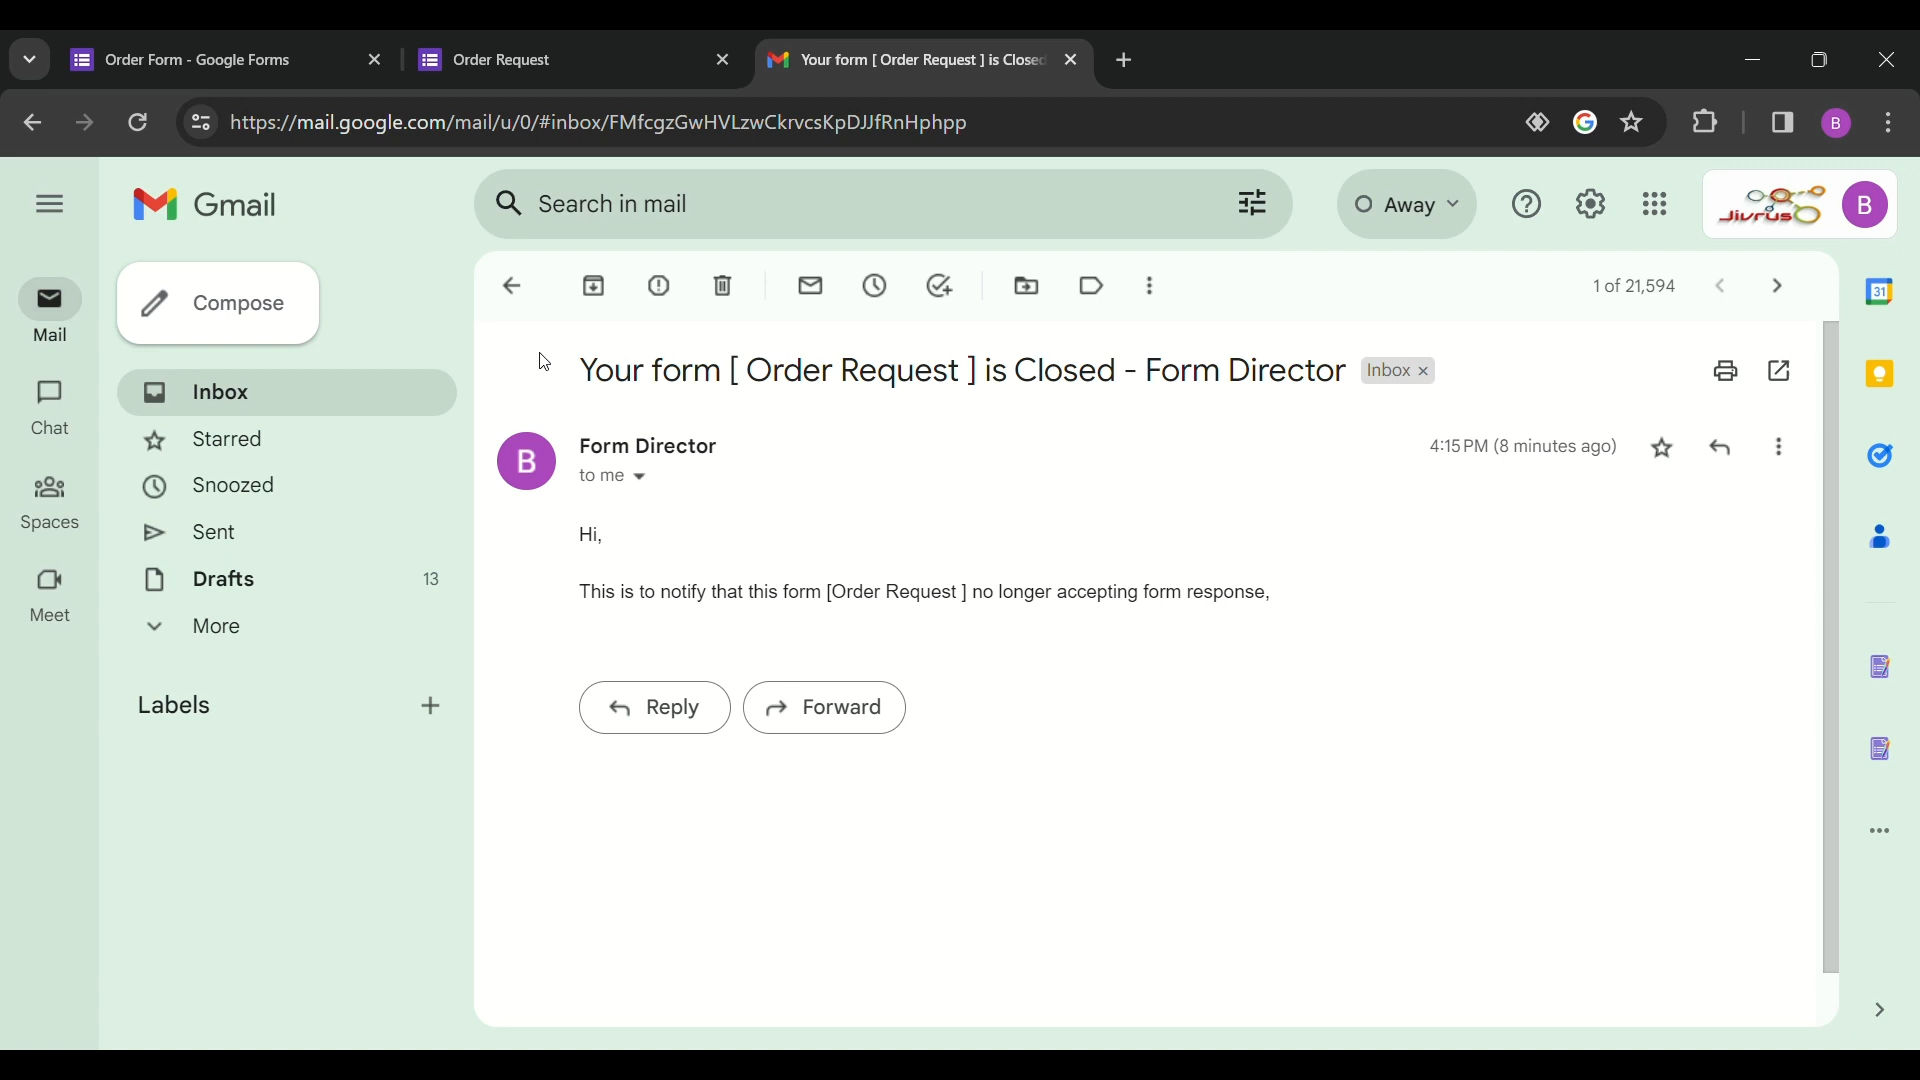 Order Form - Google Forms
Order Request
Your form [ Order Request ] is Closed
https://mail.google.com/mail/u/0/#inbox/FMfcgzGwHVLzwCkrvcsKpDJJfRnHphpp
B
Gmail
Search in mail
Away
Jivrus
B
Compose
1 of 21,594
31
Mail
Inbox
Your form [ Order Request ] is Closed - Form Director
Inbox ×
Chat
Starred
B
Form Director
4:15 PM (8 minutes ago)
to me
Snoozed
Spaces
Sent
Hi,
Drafts
13
This is to notify that this form [Order Request ] no longer accepting form response,
Meet
More
Labels
Reply
Forward